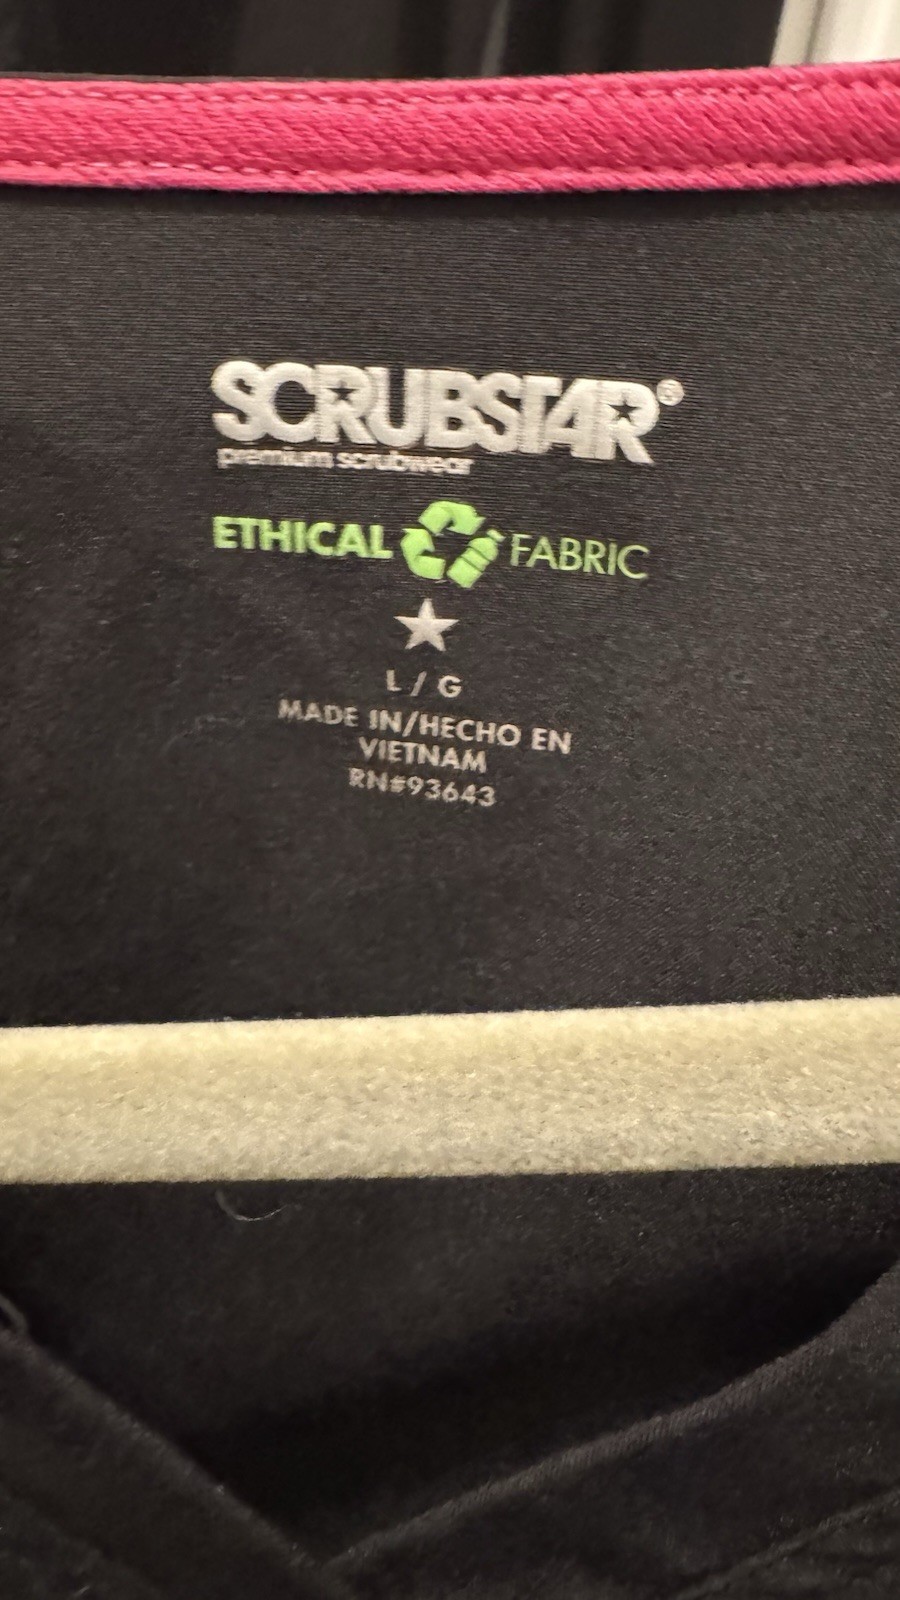 SCRUBSTAR®
premium scrubwear
ETHICAL FABRIC
L / G
MADE IN/HECHO EN
VIETNAM
RN#93643